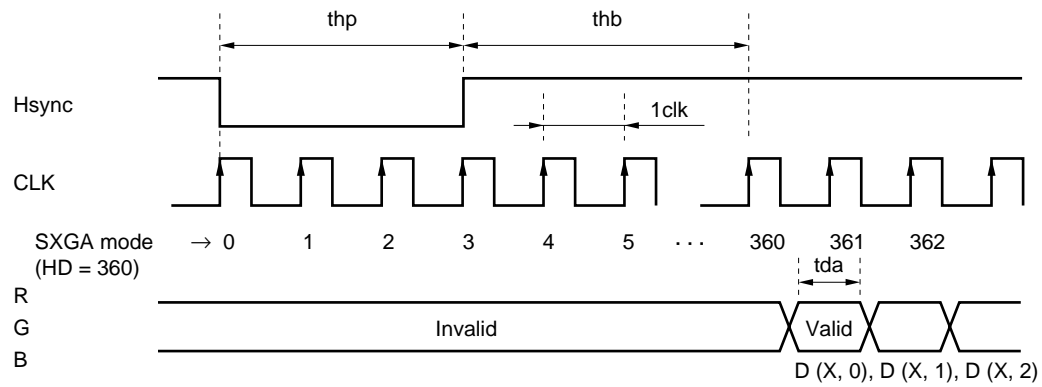 thp thb
Hsync
1clk
CLK
SXGA mode → 0 1 2 3 4 5 · · · 360 361 362
(HD = 360)
tda
R
G Invalid Valid
B
D (X, 0), D (X, 1), D (X, 2)